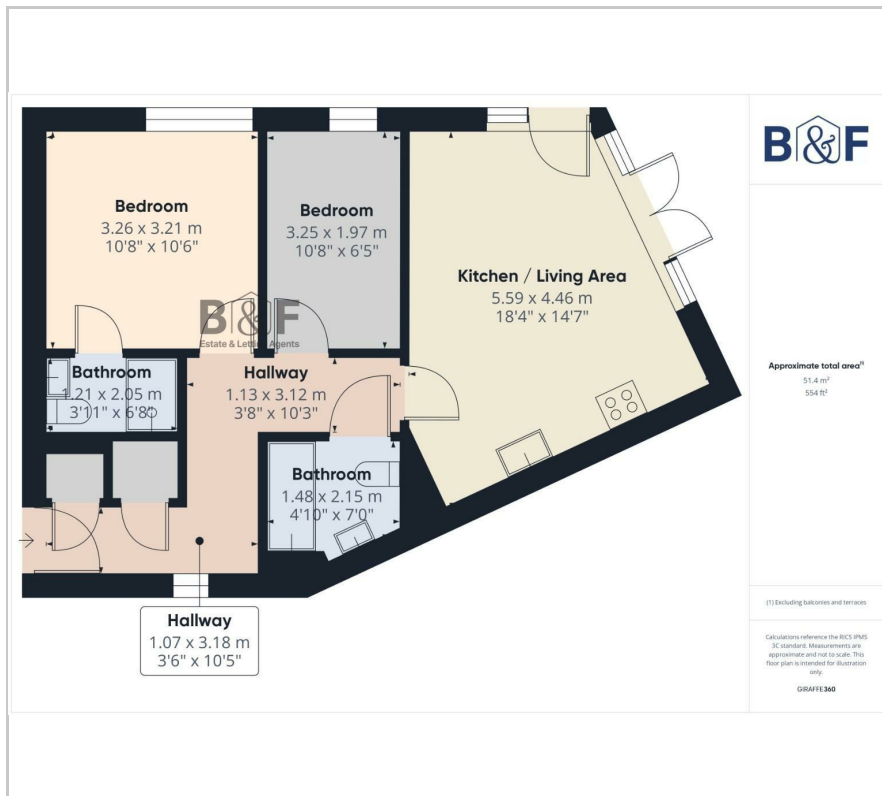 B&F
Bedroom
3.26 x 3.21 m
10'8" x 10'6"
Bedroom
3.25 x 1.97 m
10'8" x 6'5"
Kitchen / Living Area
5.59 x 4.46 m
18'4" x 14'7"
B&F
Estate & Letting Agents
Bathroom
1.21 x 2.05 m
3'11" x 6'8"
Hallway
1.13 x 3.12 m
3'8" x 10'3"
Bathroom
1.48 x 2.15 m
4'10" x 7'0"
Hallway
1.07 x 3.18 m
3'6" x 10'5"
Approximate total area⁽¹⁾
51.4 m²
554 ft²
(1) Excluding balconies and terraces
Calculations reference the RICS IPMS
3C standard. Measurements are
approximate and not to scale. This
floor plan is intended for illustration
only.
GIRAFFE360